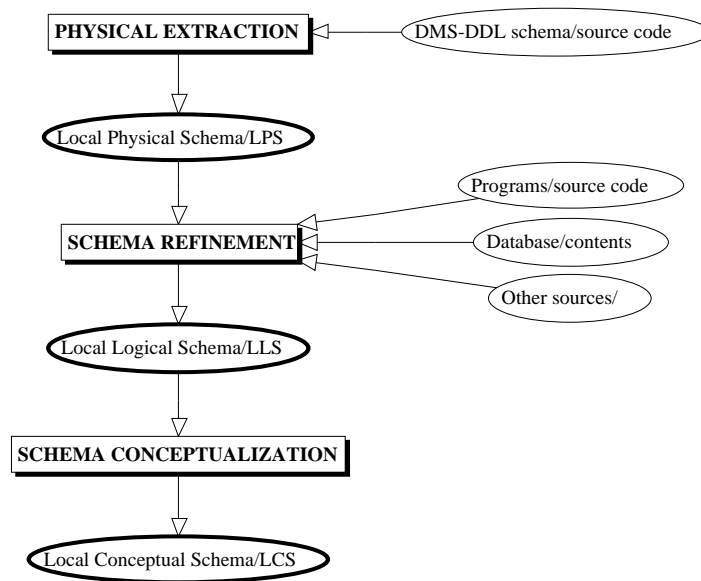 PHYSICAL EXTRACTION
DMS-DDL schema/source code
Local Physical Schema/LPS
Programs/source code
SCHEMA REFINEMENT
Database/contents
Other sources/
Local Logical Schema/LLS
SCHEMA CONCEPTUALIZATION
Local Conceptual Schema/LCS